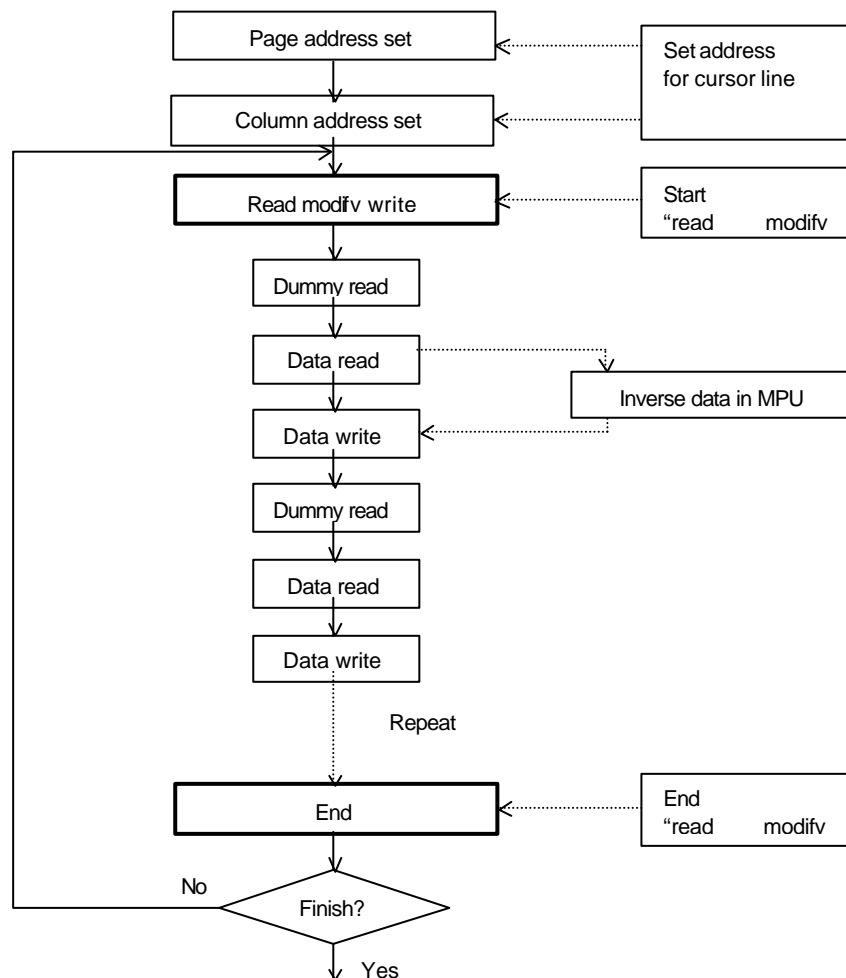 Page address set
Set address
for cursor line
Column address set
Read modifv write
Start
“read modifv
Dummy read
Data read
Inverse data in MPU
Data write
Dummy read
Data read
Data write
Repeat
End
End
“read modifv
No
Finish?
Yes